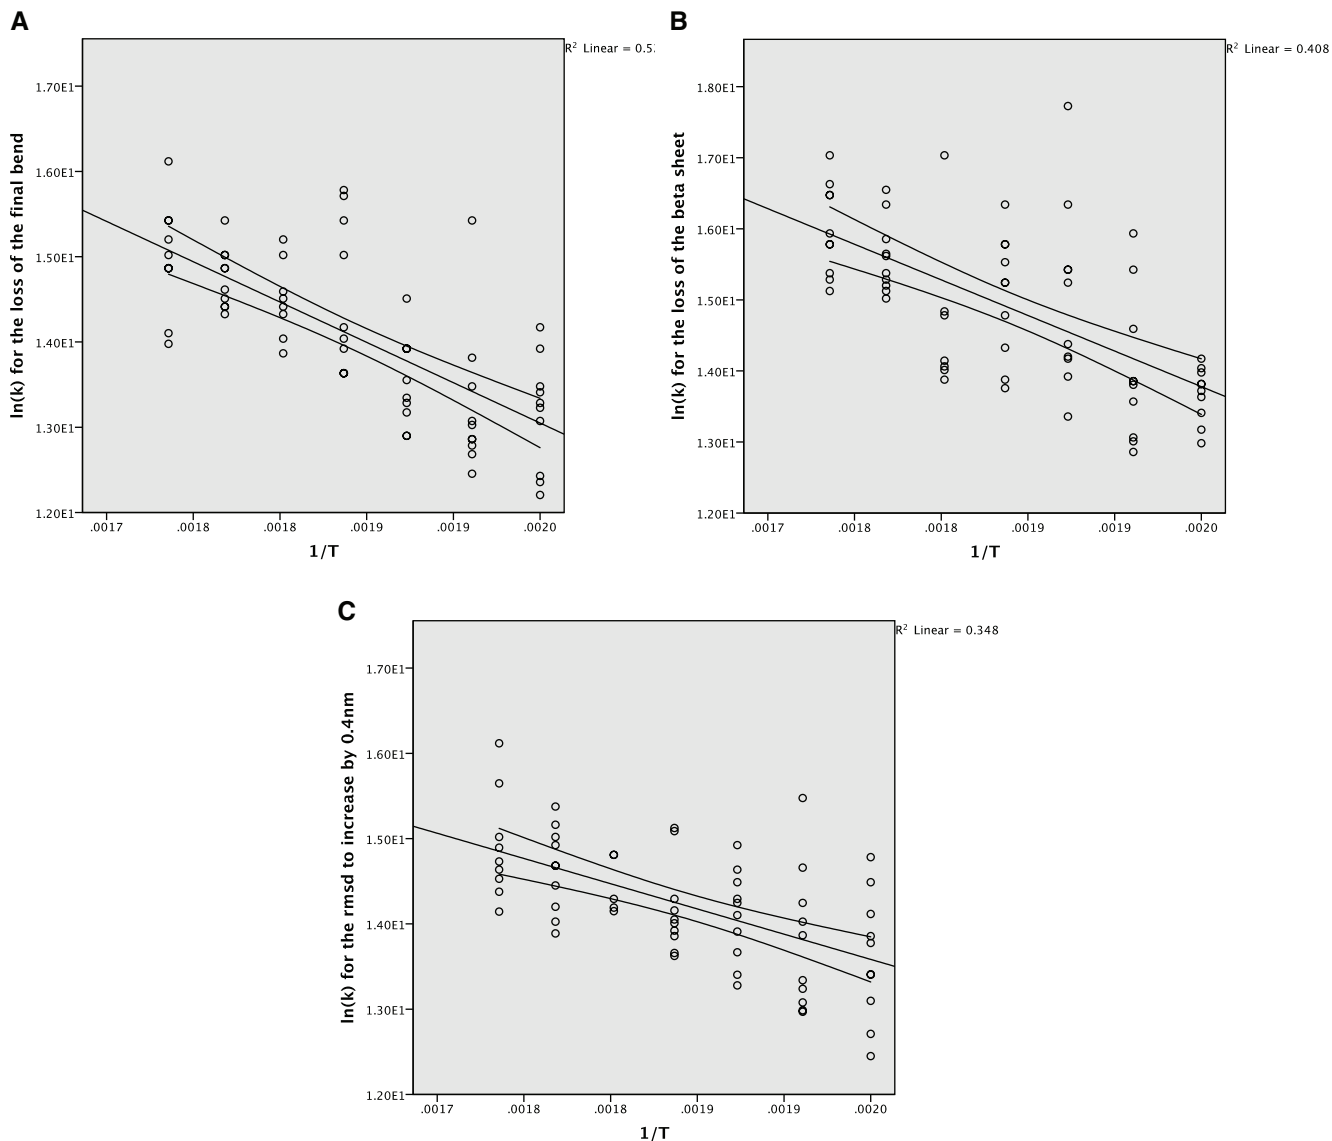 A
R² Linear = 0.5
ln(k) for the loss of the final bend
1.70E1
1.60E1
1.50E1
1.40E1
1.30E1
1.20E1
.0017 .0018 .0018 .0019 .0019 .0020
1/T
B
R² Linear = 0.408
ln(k) for the loss of the beta sheet
1.80E1
1.70E1
1.60E1
1.50E1
1.40E1
1.30E1
1.20E1
.0017 .0018 .0018 .0019 .0019 .0020
1/T
C
R² Linear = 0.348
ln(k) for the rmsd to increase by 0.4nm
1.70E1
1.60E1
1.50E1
1.40E1
1.30E1
1.20E1
.0017 .0018 .0018 .0019 .0019 .0020
1/T